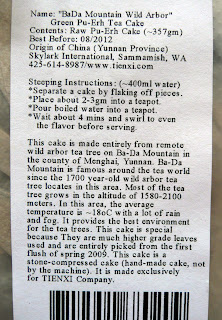 Name: "BaDa Mountain Wild Arbor"
Green Pu-Erh Tea Cake
Contents: Raw Pu-Erh Cake (~357gm)
Best Before: 08/2012
Origin of China (Yunnan Province)
Skylark International, Sammamish, WA
425-614-8987/www.tienxi.com
Steeping Instructions: (~400ml water)
*Separate a cake by flaking off pieces.
*Place about 2-3gm into a teapot.
*Pour boiled water into a teapot.
*Wait about 4 mins and swirl to even
the flavor before serving.
This cake is made entirely from remote
wild arbor tea tree on Ba-Da Mountain in
the county of Menghai, Yunnan. Ba-Da
Mountain is famous around the tea world
since the 1700 year-old wild arbor tea
tree locates in this area. Most of the tea
tree grows in the altitude of 1580-2100
meters. In this area, the average
temperature is ~18oC with a lot of rain
and fog. It provides the best environment
for the tea trees. This cake is special
because They are much higher grade leaves
used and are entirely picked from the first
flush of spring 2009. This cake is a
stone-compressed cake (hand-made cake, not
by the machine). It is made exclusively
for TIENXI Company.